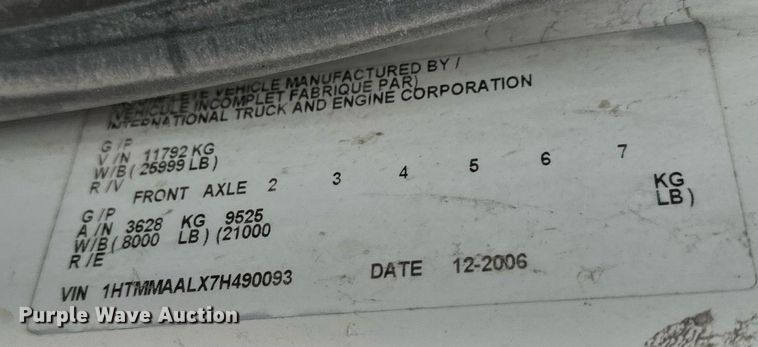 VEHICLE MANUFACTURED BY /
(VEHICULE INCOMPLET FABRIQUE PAR)
INTERNATIONAL TRUCK AND ENGINE CORPORATION
G /P
V / N 11792 KG
W/B ( 25999 LB )
R / V
FRONT AXLE 2 3 4 5 6 7
G /P
A / N 3628 KG 9525 KG
W/B ( 8000 LB ) (21000 LB )
R / E
VIN 1HTMMAALX7H490093 DATE 12-2006
Purple Wave Auction